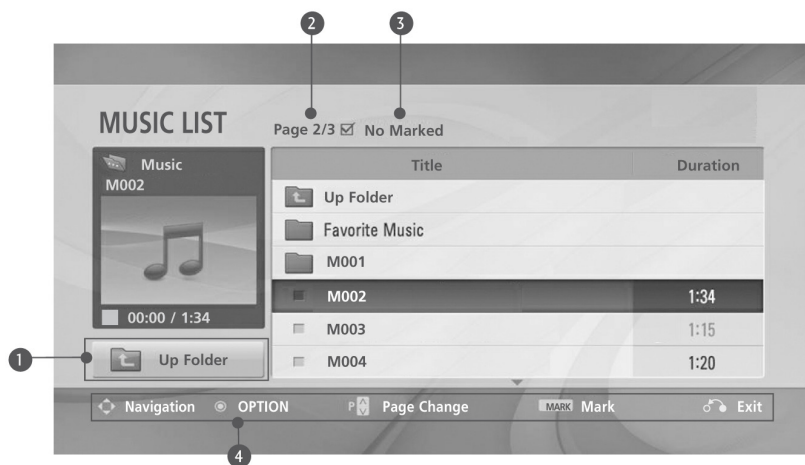 2 3
MUSIC LIST
Page 2/3 No Marked
Music
M002
00:00 / 1:34
Title Duration
Up Folder
Favorite Music
M001
M002 1:34
M003 1:15
M004 1:20
1 Up Folder
Navigation OPTION P Page Change MARK Mark Exit
4